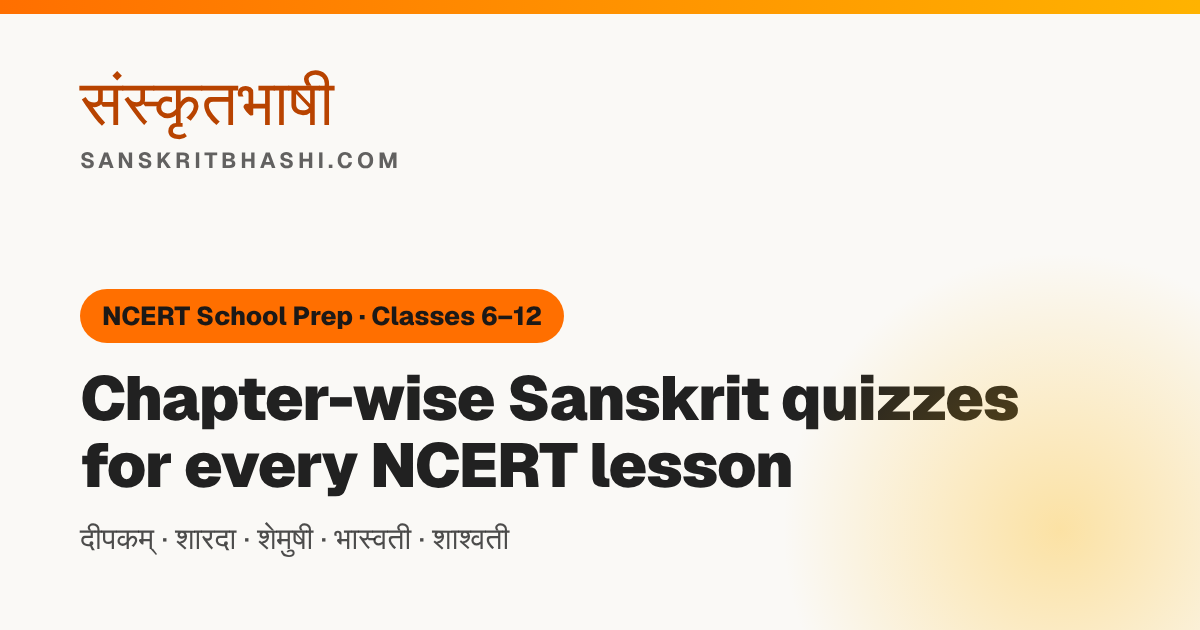 संस्कृतभाषी
SANSKRITBHASHI.COM
NCERT School Prep · Classes 6–12
Chapter-wise Sanskrit quizzes
for every NCERT lesson
दीपकम् · शारदा · शेमुषी · भास्वती · शाश्वती